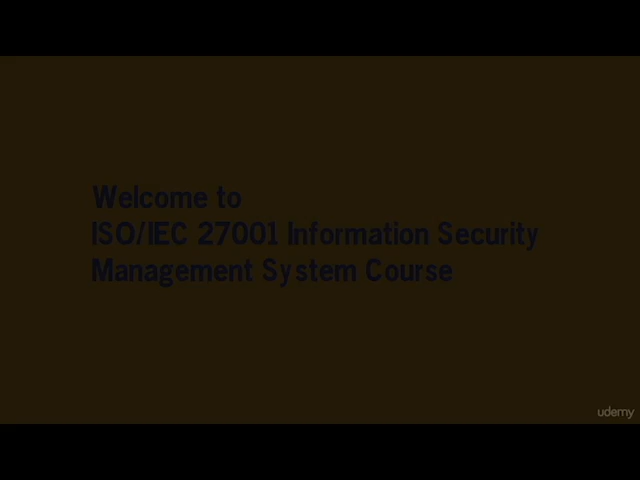 Welcome to
ISO/IEC 27001 Information Security
Management System Course
udemy